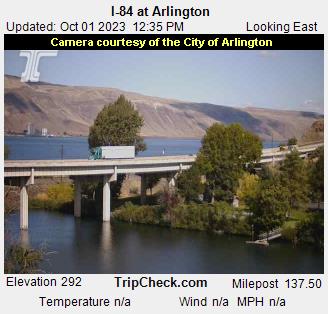 I-84 at Arlington
Updated: Oct 01 2023 12:35 PM Looking East
Camera courtesy of the City of Arlington
Elevation 292 TripCheck.com Milepost 137.50
Temperature n/a Wind n/a MPH n/a